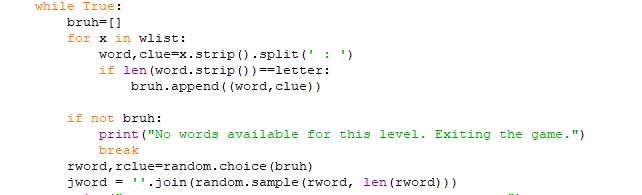 while True:
bruh=[]
for x in wlist:
word,clue=x.strip().split(' : ')
if len(word.strip())==letter:
bruh.append((word,clue))
if not bruh:
print("No words available for this level. Exiting the game.")
break
rword,rclue=random.choice(bruh)
jword = ''.join(random.sample(rword, len(rword)))